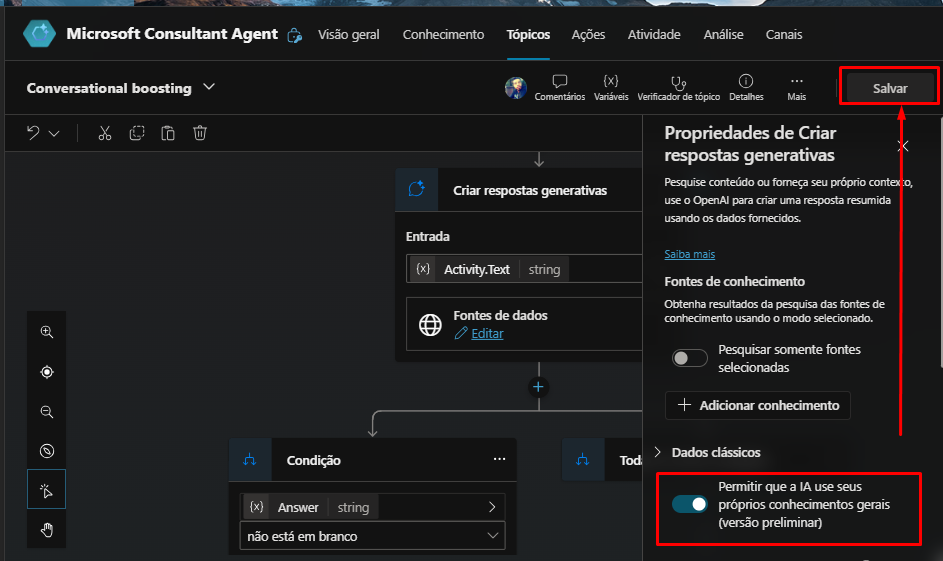 Microsoft Consultant Agent
Visão geral
Conhecimento
Tópicos
Ações
Atividade
Análise
Canais
Conversational boosting
Comentários
{x}
Variáveis
Verificador de tópico
Detalhes
Mais
Salvar
Propriedades de Criar
respostas generativas
Pesquise conteúdo ou forneça seu próprio contexto,
use o OpenAI para criar uma resposta resumida
usando os dados fornecidos.
Saiba mais
Fontes de conhecimento
Obtenha resultados da pesquisa das fontes de
conhecimento usando o modo selecionado.
Pesquisar somente fontes
selecionadas
Adicionar conhecimento
Dados clássicos
Permitir que a IA use seus
próprios conhecimentos gerais
(versão preliminar)
Criar respostas generativas
Entrada
{x} Activity.Text string
Fontes de dados
Editar
Condição
{x} Answer string
não está em branco
Toda